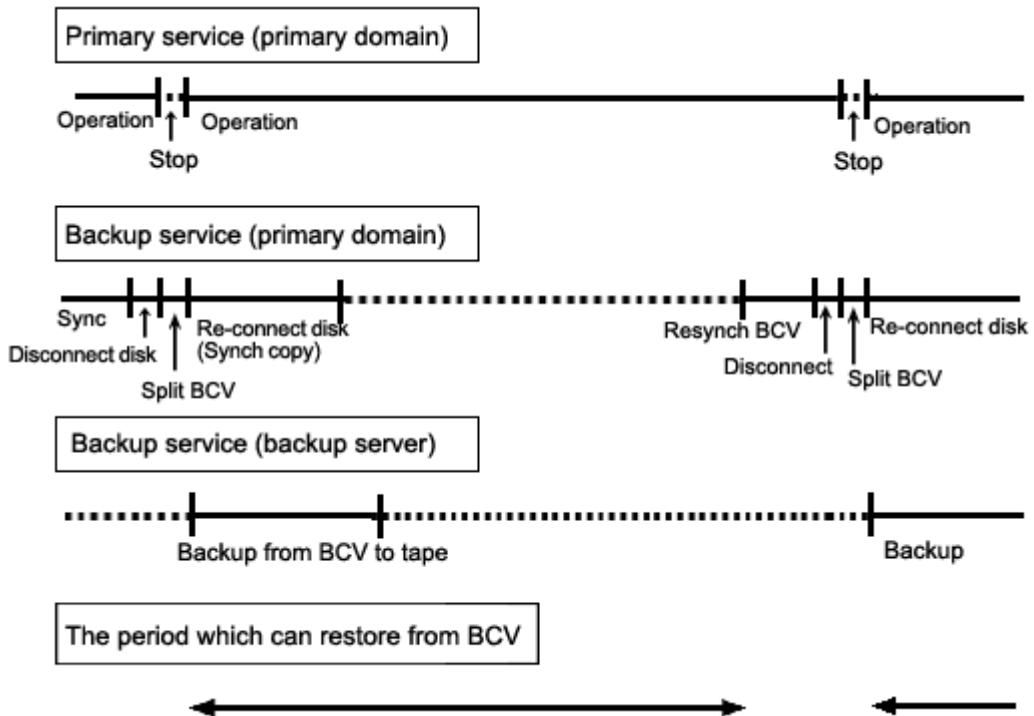 Primary service (primary domain)
Operation
Operation
Operation
Stop
Stop
Backup service (primary domain)
Sync
Re-connect disk
(Synch copy)
Resynch BCV
Re-connect disk
Disconnect disk
Disconnect
Split BCV
Split BCV
Backup service (backup server)
Backup from BCV to tape
Backup
The period which can restore from BCV